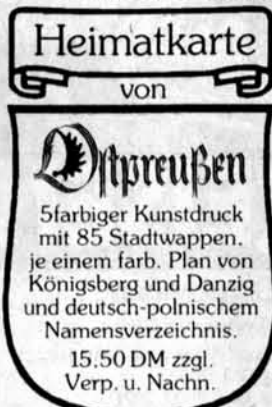 Heimatkarte
von
Ostpreußen
5farbiger Kunstdruck
mit 85 Stadtwappen,
je einem farb. Plan von
Königsberg und Danzig
und deutsch-polnischem
Namensverzeichnis.
15.50 DM zzgl.
Verp. u. Nachn.